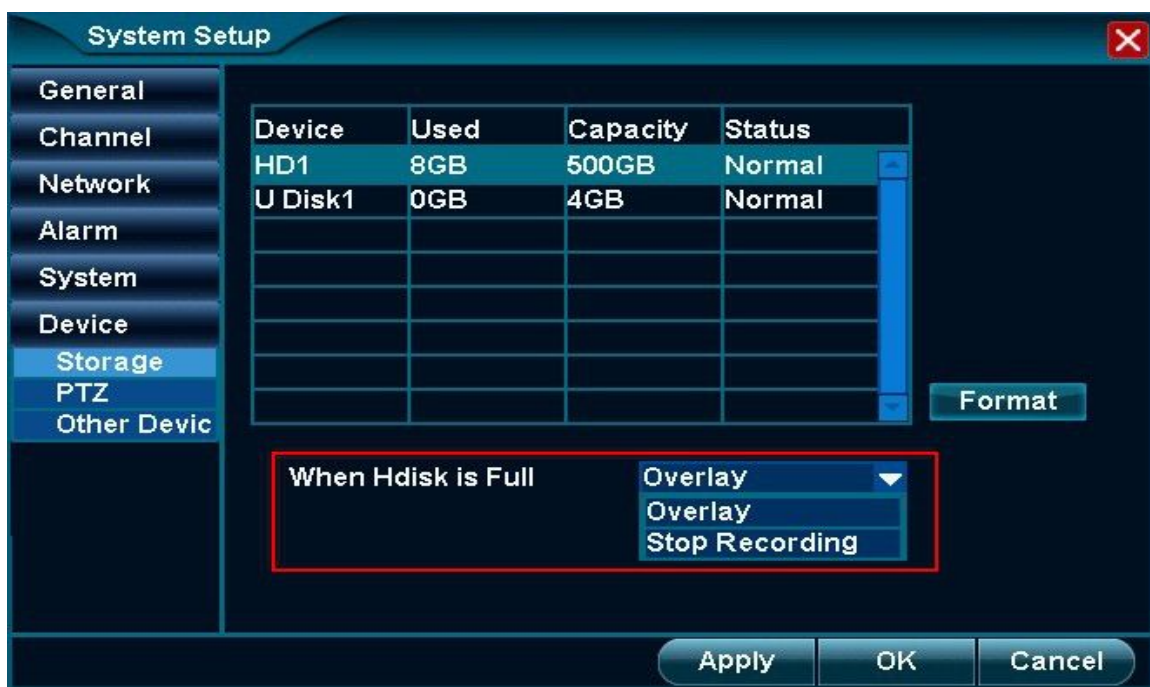 System Setup
General
Channel
Network
Alarm
System
Device
Storage
PTZ
Other Devic
Device Used Capacity Status
HD1 8GB 500GB Normal
U Disk1 0GB 4GB Normal
Format
When Hdisk is Full Overlay
Overlay
Stop Recording
Apply OK Cancel